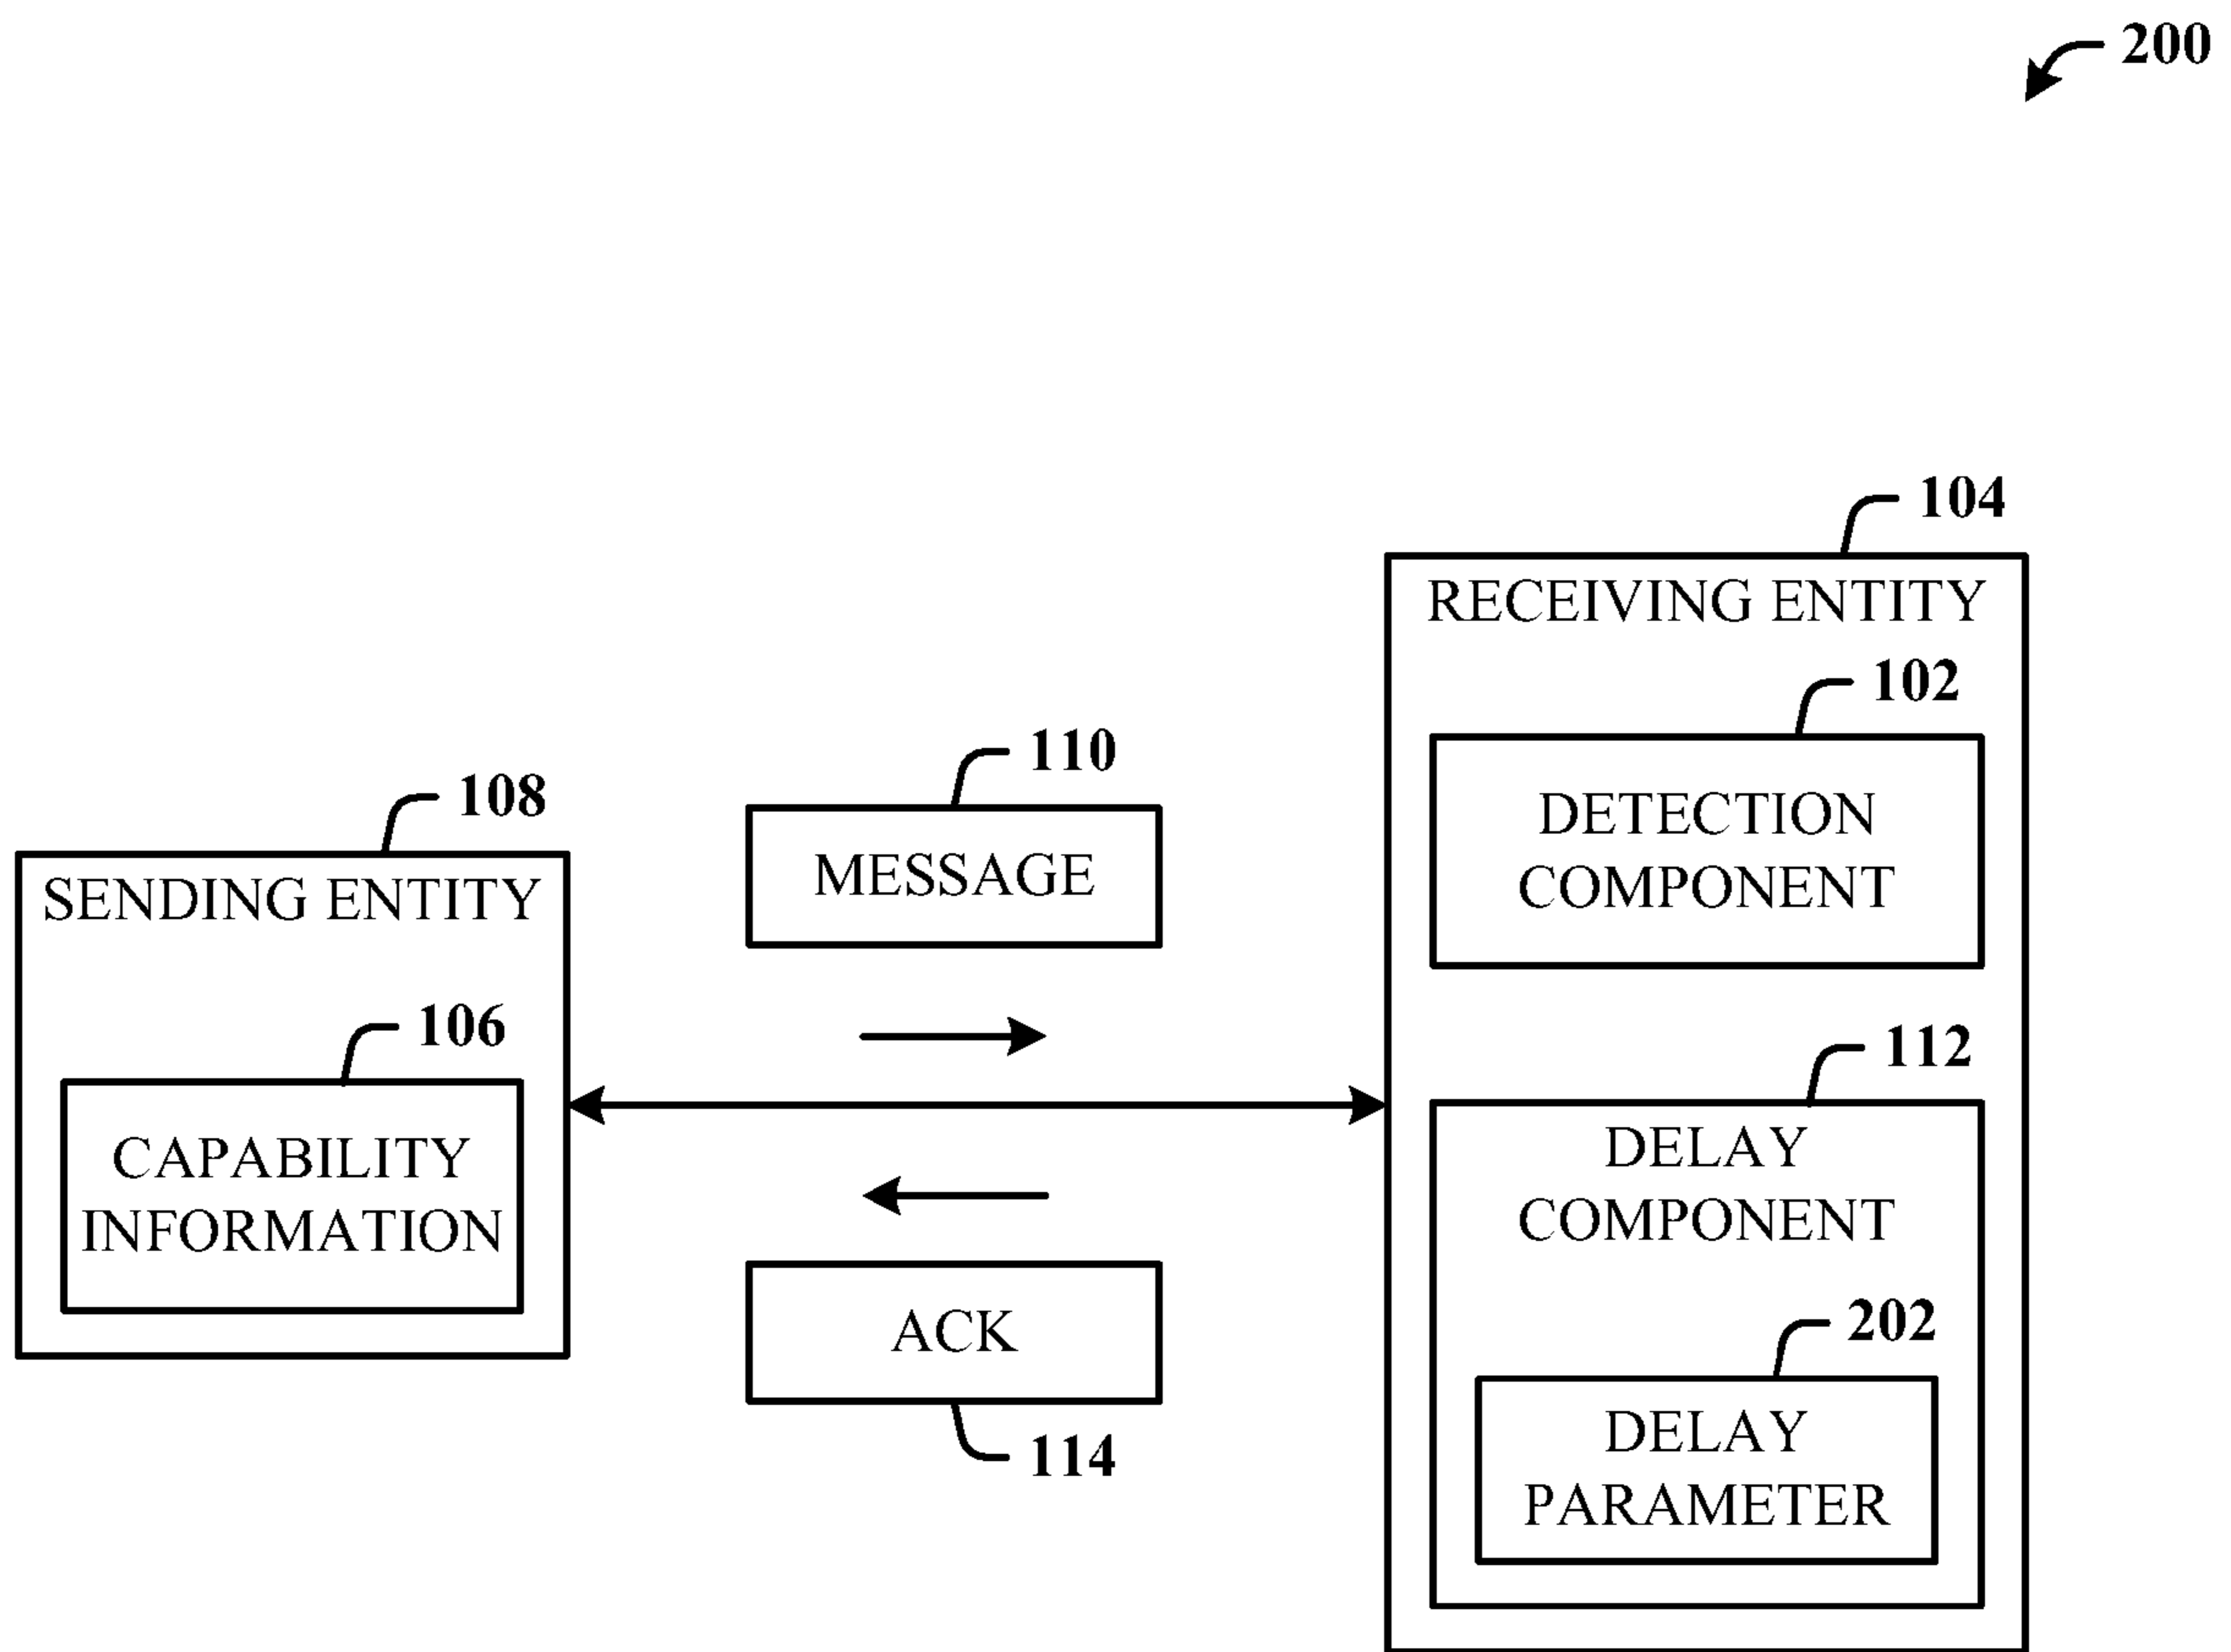 200
104
RECEIVING ENTITY
102
DETECTION
COMPONENT
110
MESSAGE
108
SENDING ENTITY
106
CAPABILITY
INFORMATION
112
DELAY
COMPONENT
ACK
114
202
DELAY
PARAMETER